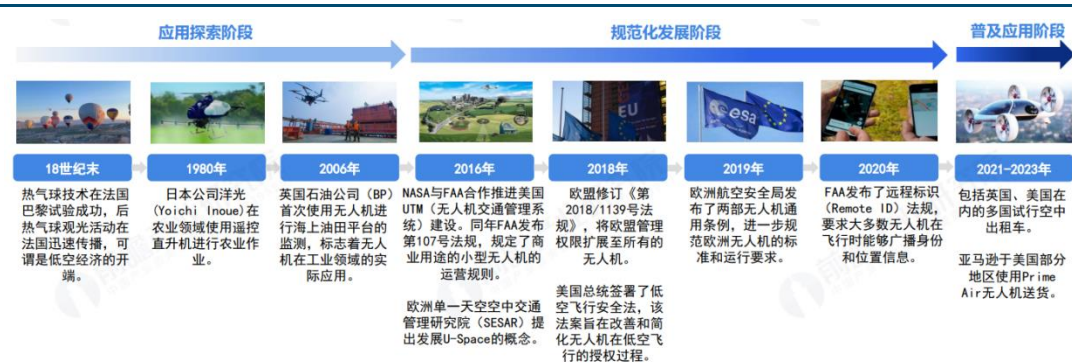 应用探索阶段
规范化发展阶段
普及应用阶段
EU
esa
18世纪末
热气球技术在法国
巴黎试验成功，后
热气球观光活动在
法国迅速传播，可
谓是低空经济的开
端。
1980年
日本公司洋光
(Yoichi Inoue)在
农业领域使用遥控
直升机进行农业作
业。
2006年
英国石油公司（BP）
首次使用无人机进
行海上油田平台的
监测，标志着无人
机在工业领域的实
际应用。
2016年
NASA与FAA合作推进美国
UTM（无人机交通管理系
统）建设。同年FAA发布
第107号法规，规定了商
业用途的小型无人机的
运营规则。
欧洲单一天空空中交通
管理研究院（SESAR）提
出发展U-Space的概念。
2018年
欧盟修订《第
2018/1139号法
规》，将欧盟管理
权限扩展至所有的
无人机。
美国总统签署了低
空飞行安全法，该
法案旨在改善和简
化无人机在低空飞
行的授权过程。
2019年
欧洲航空安全局发
布了两部无人机通
用条例，进一步规
范欧洲无人机的标
准和运行要求。
2020年
FAA发布了远程标识
（Remote ID）法规，
要求大多数无人机在
飞行时能够广播身份
和位置信息。
2021-2023年
包括英国、美国在
内的多国试行空中
出租车。
亚马逊于美国部分
地区使用Prime
Air无人机送货。